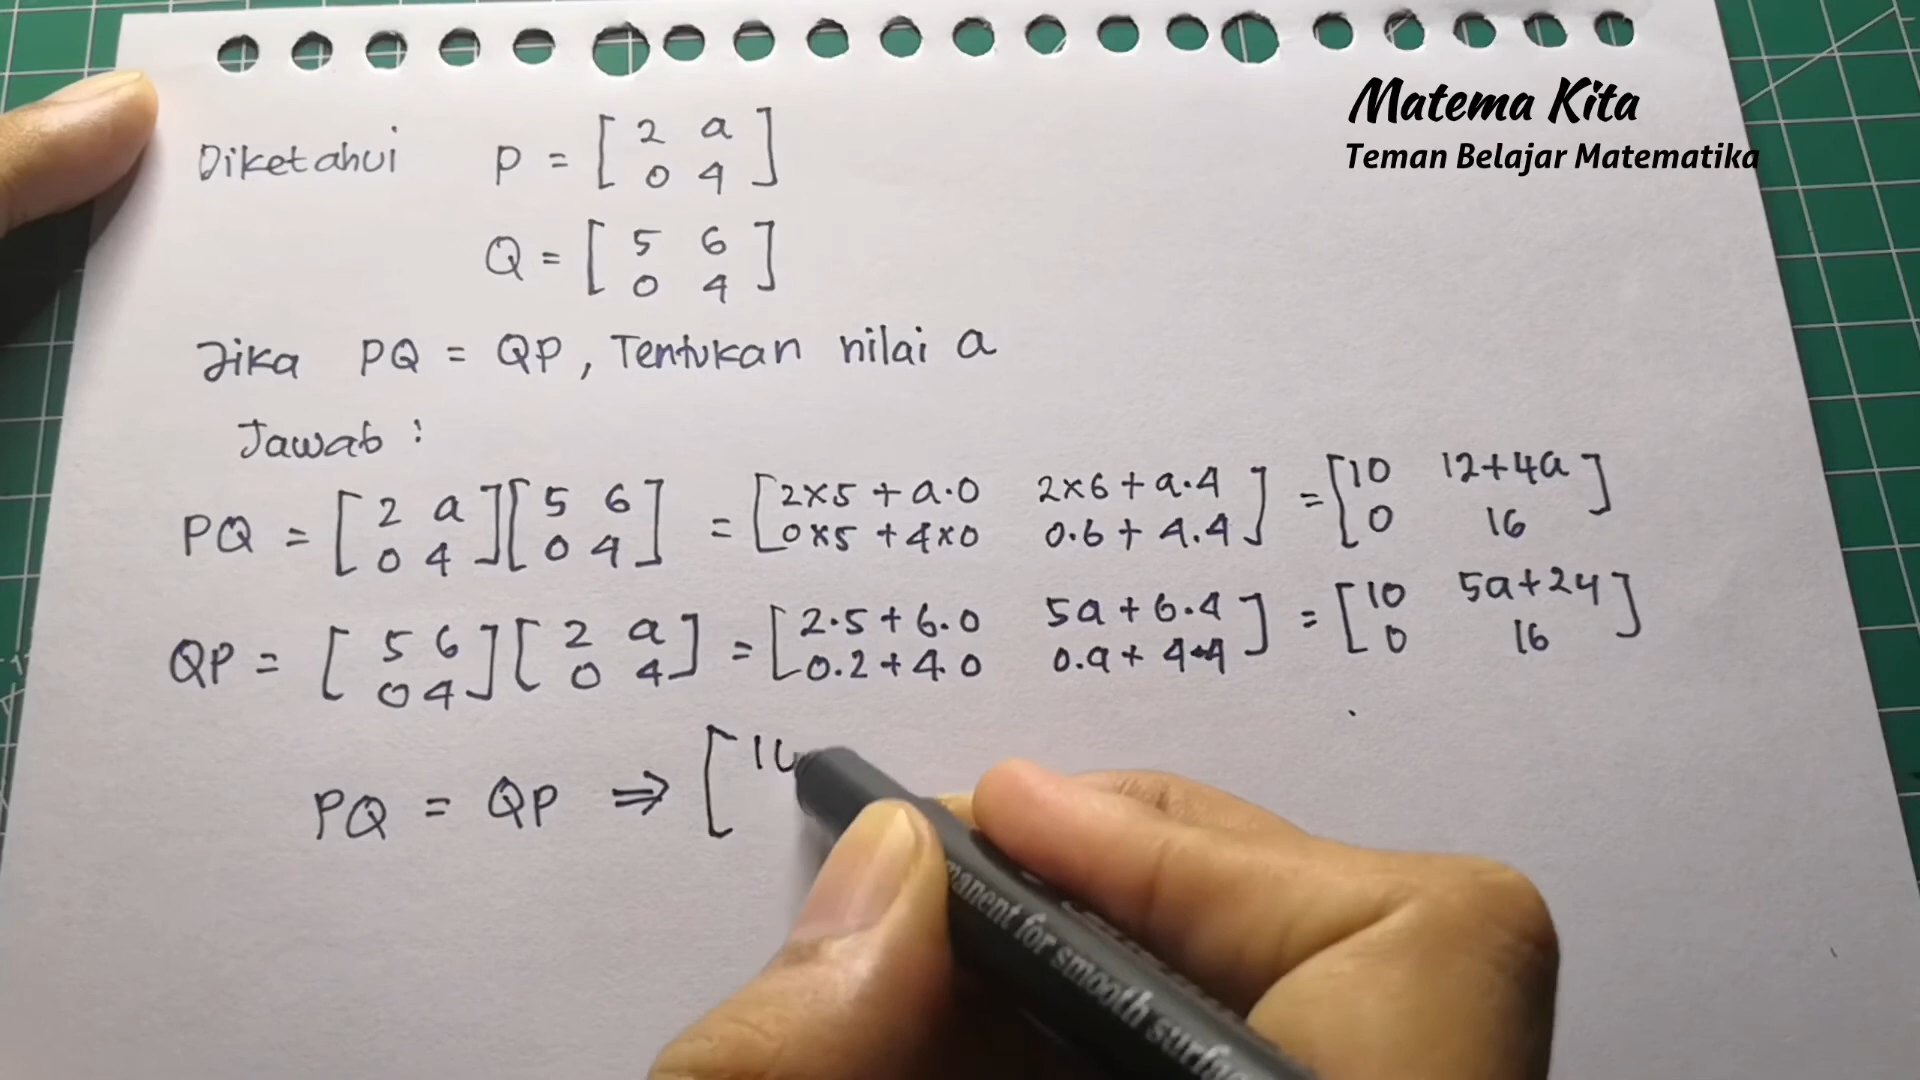 Matema Kita
Teman Belajar Matematika
Diketahui P = [ 2 a
0 4 ]
Q = [ 5 6
0 4 ]
Jika PQ = QP, Tentukan nilai a
Jawab :
PQ = [ 2 a ] [ 5 6 ] = [ 2×5 + a.0 2×6 + a.4 ] = [ 10 12+4a ]
0 4 0 4 0×5 + 4×0 0.6 + 4.4 0 16
QP = [ 5 6 ] [ 2 a ] = [ 2.5 + 6.0 5a + 6.4 ] = [ 10 5a+24 ]
0 4 0 4 0.2 + 4.0 0.a + 4.4 0 16
PQ = QP ⇒ [
manent for smooth surfac